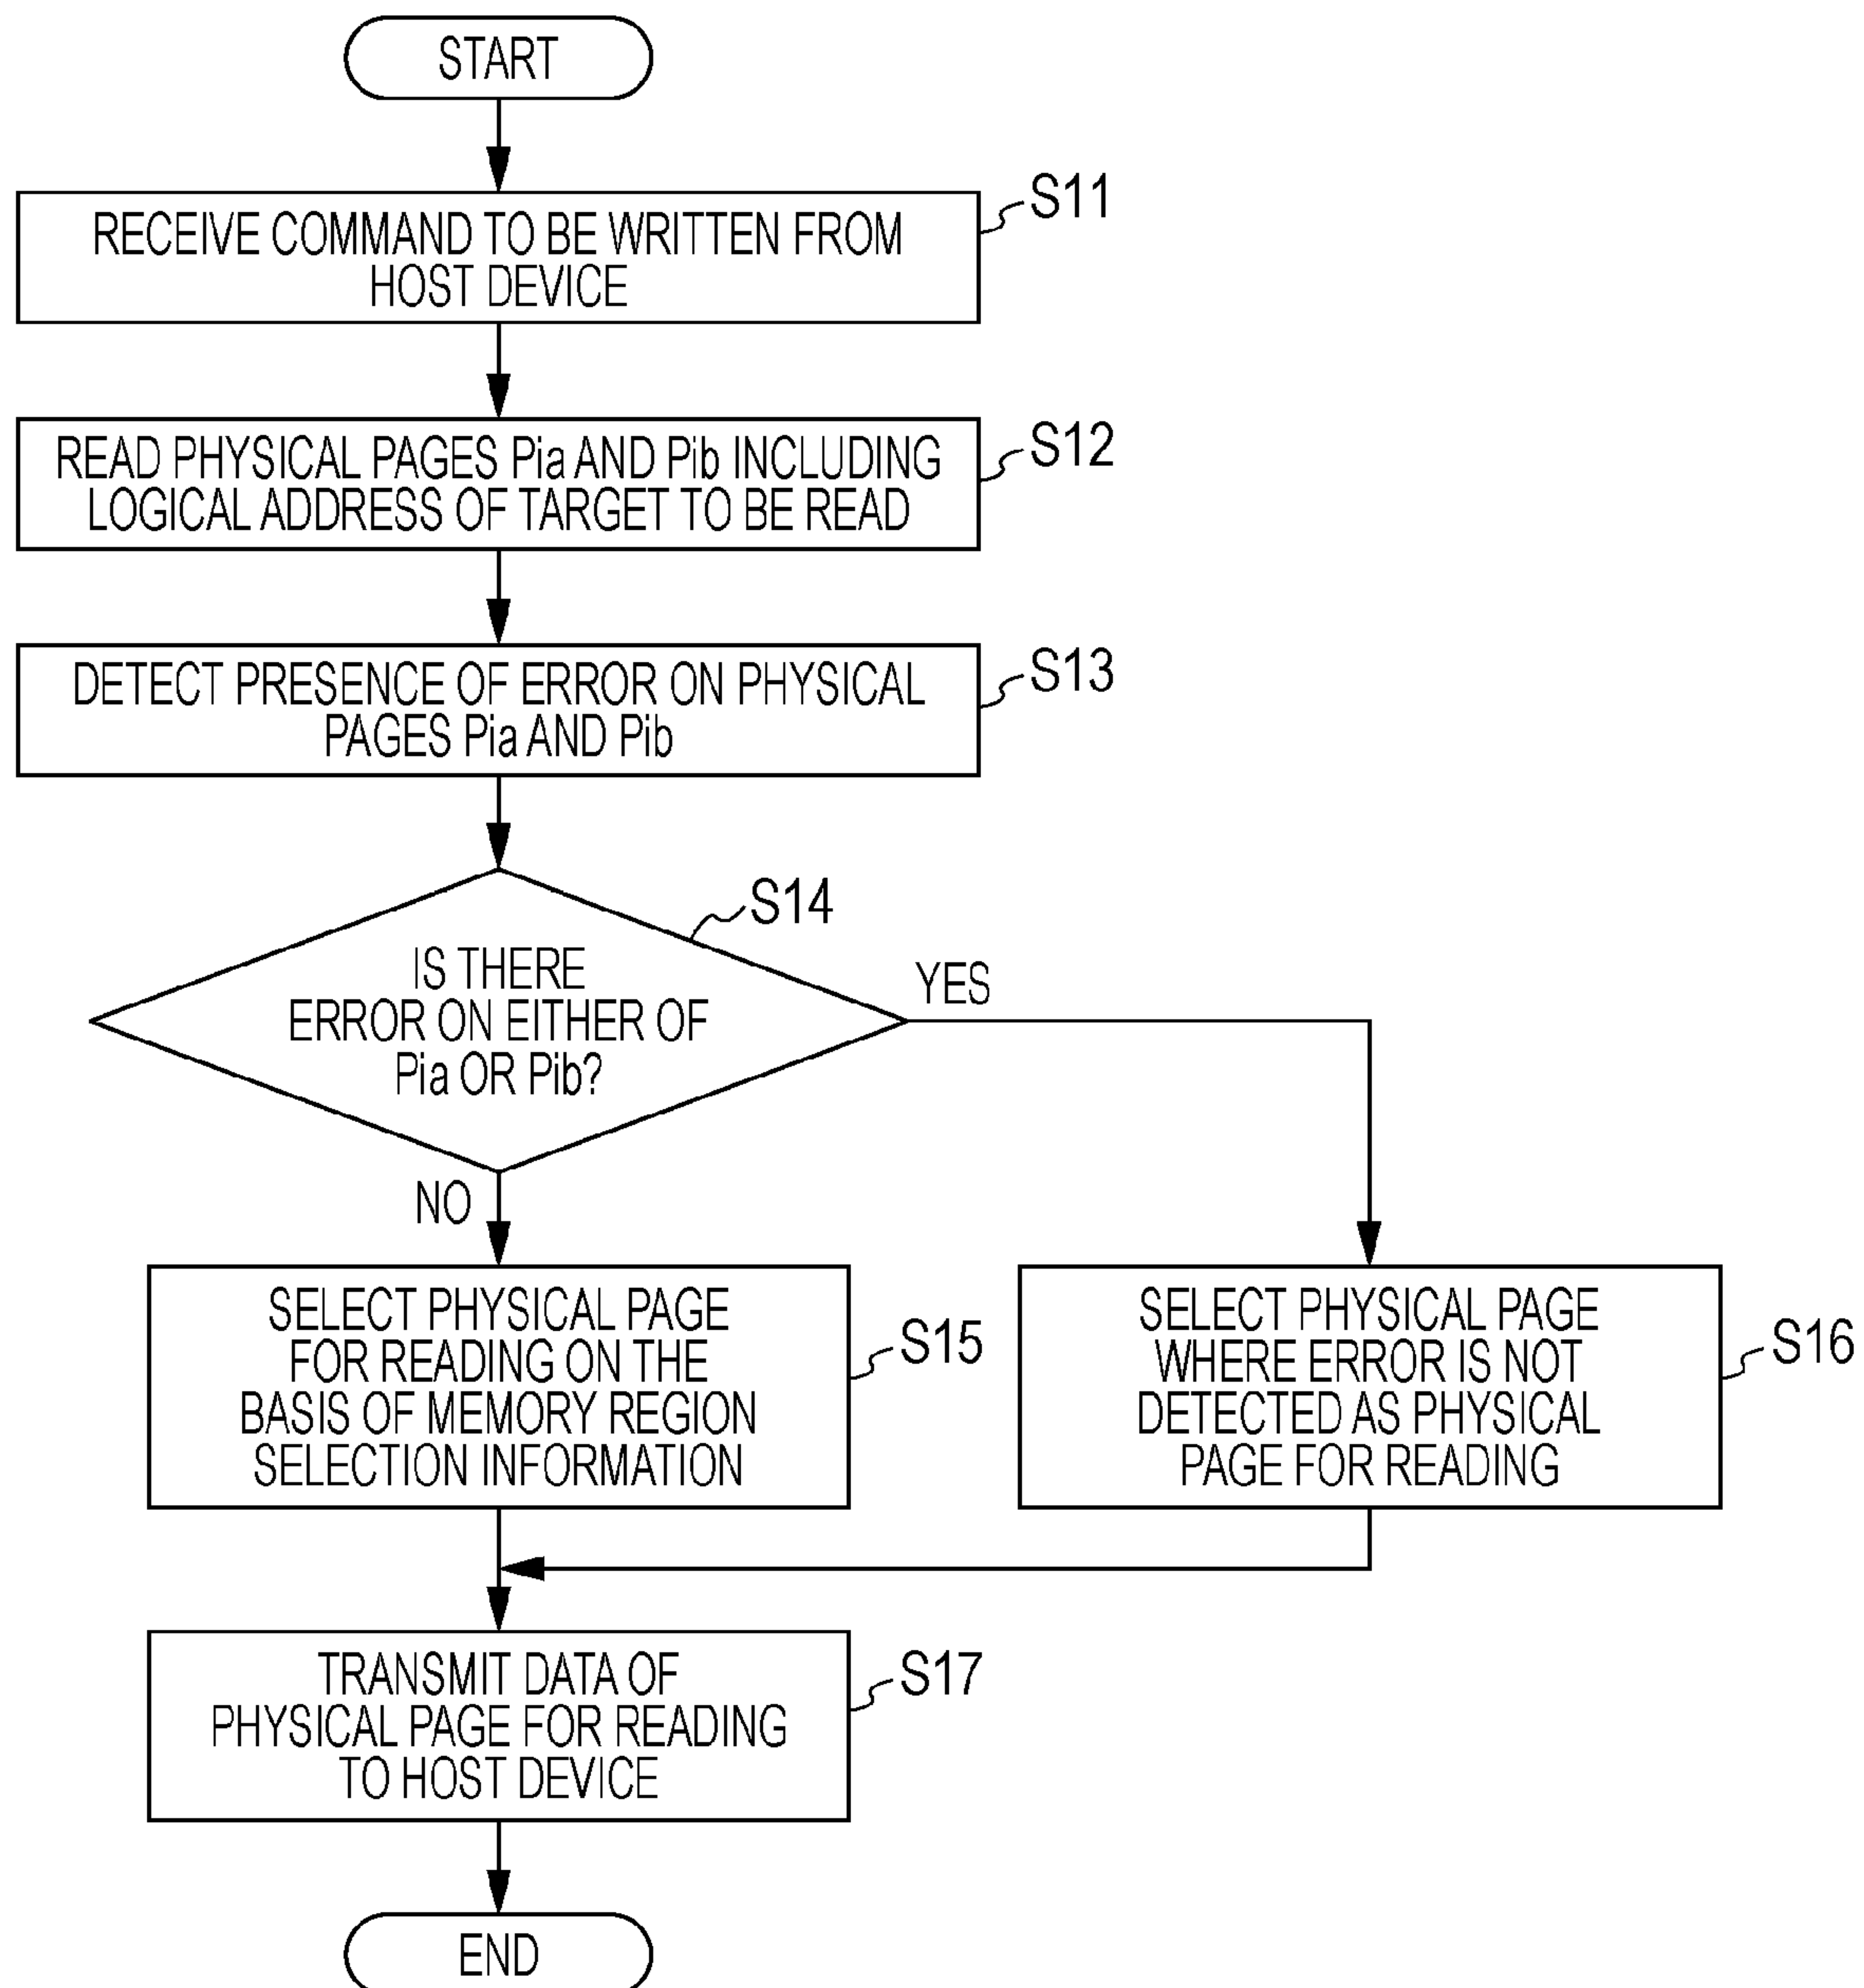 START
RECEIVE COMMAND TO BE WRITTEN FROM
HOST DEVICE
S11
READ PHYSICAL PAGES Pia AND Pib INCLUDING
LOGICAL ADDRESS OF TARGET TO BE READ
S12
DETECT PRESENCE OF ERROR ON PHYSICAL
PAGES Pia AND Pib
S13
S14
IS THERE
ERROR ON EITHER OF
Pia OR Pib?
YES
NO
SELECT PHYSICAL PAGE
FOR READING ON THE
BASIS OF MEMORY REGION
SELECTION INFORMATION
S15
SELECT PHYSICAL PAGE
WHERE ERROR IS NOT
DETECTED AS PHYSICAL
PAGE FOR READING
S16
TRANSMIT DATA OF
PHYSICAL PAGE FOR READING
TO HOST DEVICE
S17
END